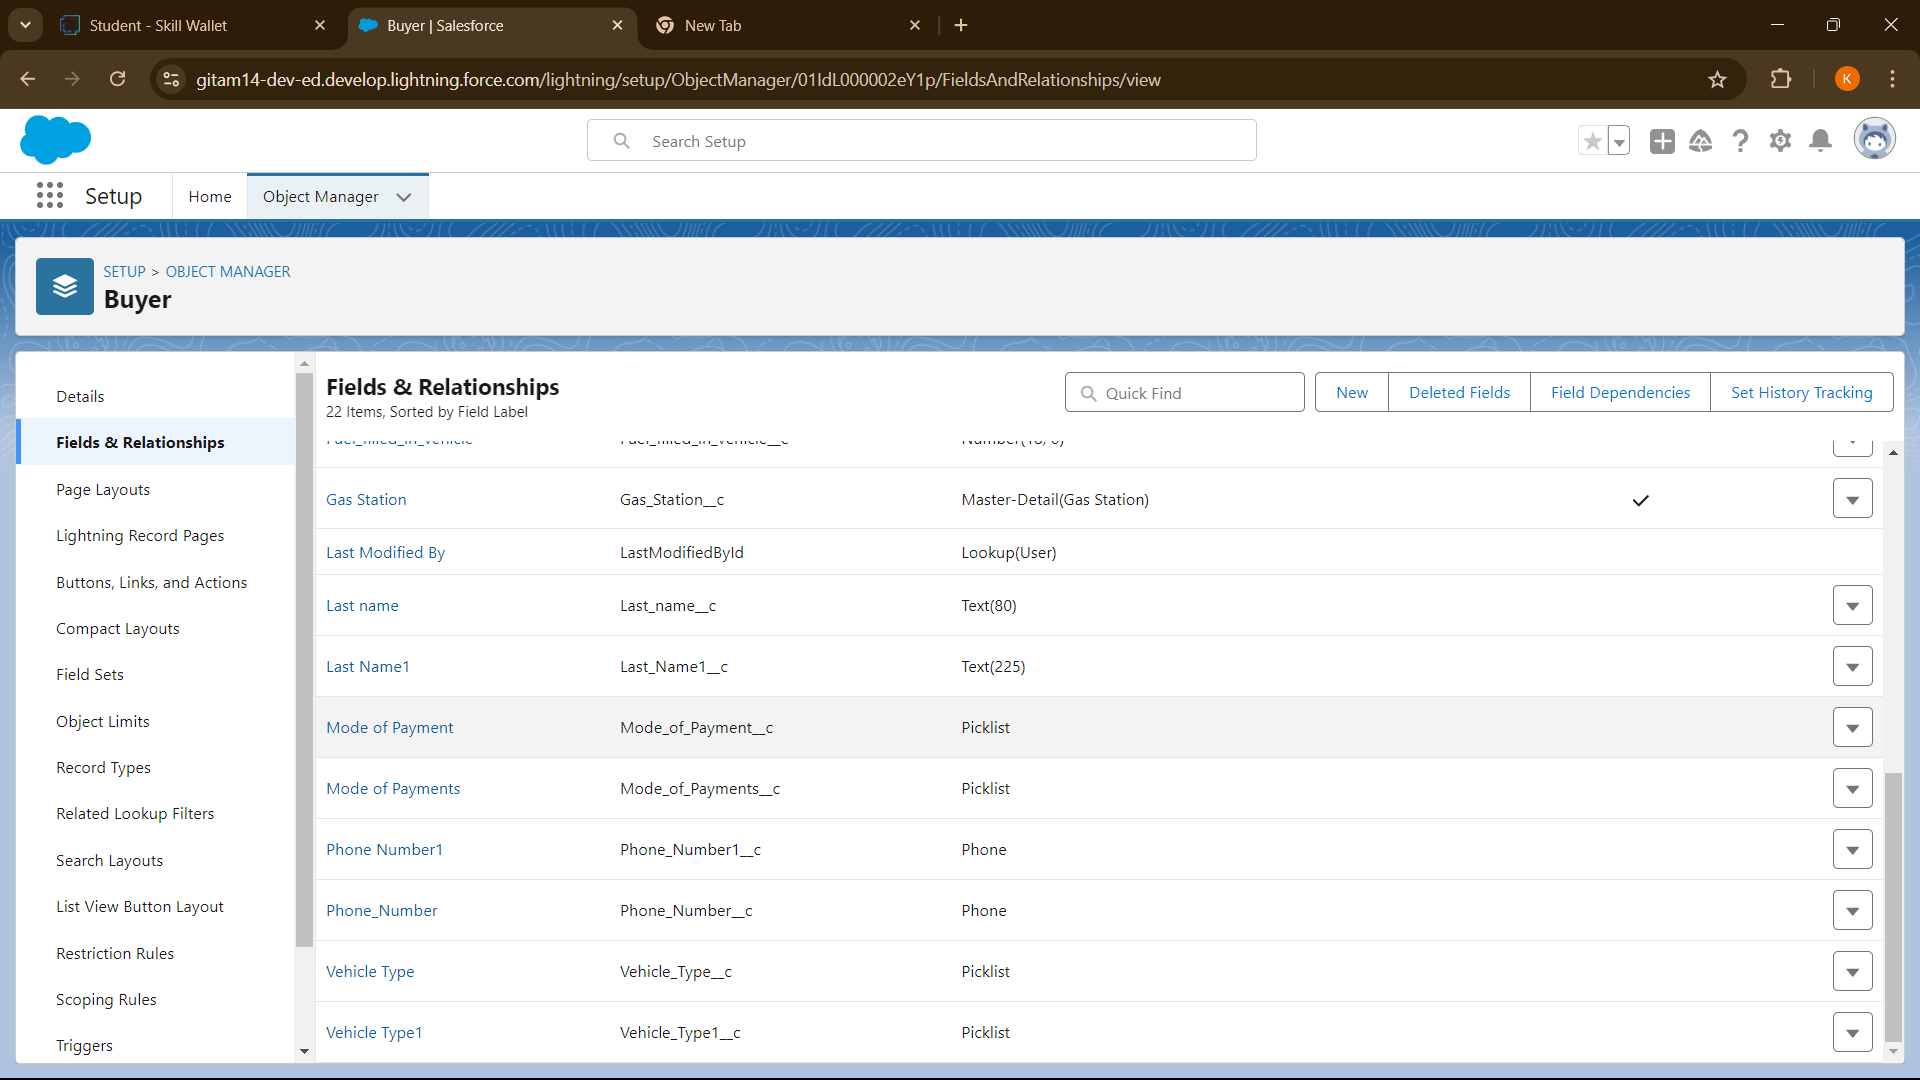 Student - Skill Wallet
Buyer | Salesforce
New Tab
gitam14-dev-ed.develop.lightning.force.com/lightning/setup/ObjectManager/01IdL000002eY1p/FieldsAndRelationships/view
K
Search Setup
Setup
Home
Object Manager
SETUP > OBJECT MANAGER
Buyer
Details
Fields & Relationships
Page Layouts
Lightning Record Pages
Buttons, Links, and Actions
Compact Layouts
Field Sets
Object Limits
Record Types
Related Lookup Filters
Search Layouts
List View Button Layout
Restriction Rules
Scoping Rules
Triggers
Fields & Relationships
22 Items, Sorted by Field Label
Quick Find
New
Deleted Fields
Field Dependencies
Set History Tracking
Fuel_filled_in_vehicle Fuel_filled_in_vehicle__c
Gas Station Gas_Station__c Master-Detail(Gas Station)
Last Modified By LastModifiedById Lookup(User)
Last name Last_name__c Text(80)
Last Name1 Last_Name1__c Text(225)
Mode of Payment Mode_of_Payment__c Picklist
Mode of Payments Mode_of_Payments__c Picklist
Phone Number1 Phone_Number1__c Phone
Phone_Number Phone_Number__c Phone
Vehicle Type Vehicle_Type__c Picklist
Vehicle Type1 Vehicle_Type1__c Picklist